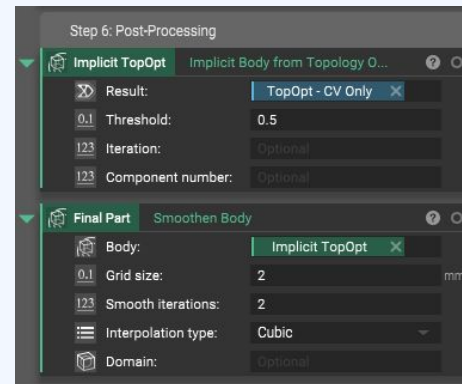 Step 6: Post-Processing
Implicit TopOpt Implicit Body from Topology O...
Result: TopOpt - CV Only
0.1 Threshold: 0.5
123 Iteration: Optional
123 Component number: Optional
Final Part Smoothen Body
Body: Implicit TopOpt
0.1 Grid size: 2 mm
123 Smooth iterations: 2
Interpolation type: Cubic
Domain: Optional